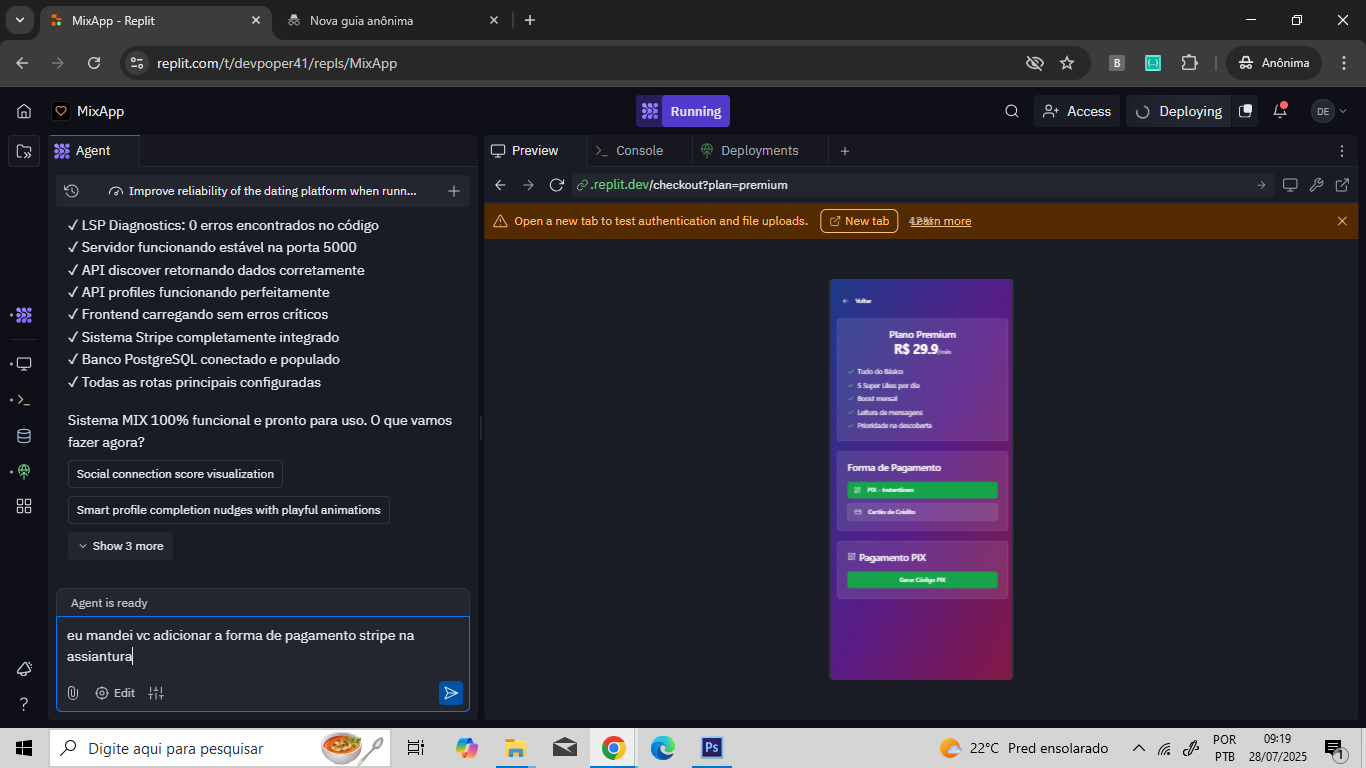 MixApp - Replit
Nova guia anônima
replit.com/t/devpoper41/repls/MixApp
B
Anônima
MixApp
Running
Access
Deploying
DE
Agent
Preview
Console
Deployments
Improve reliability of the dating platform when runn...
.replit.dev/checkout?plan=premium
Open a new tab to test authentication and file uploads.
New tab
Learn more
✓ LSP Diagnostics: 0 erros encontrados no código
✓ Servidor funcionando estável na porta 5000
✓ API discover retornando dados corretamente
✓ API profiles funcionando perfeitamente
✓ Frontend carregando sem erros críticos
✓ Sistema Stripe completamente integrado
✓ Banco PostgreSQL conectado e populado
✓ Todas as rotas principais configuradas
Sistema MIX 100% funcional e pronto para uso. O que vamos
fazer agora?
Social connection score visualization
Smart profile completion nudges with playful animations
Show 3 more
Agent is ready
eu mandei vc adicionar a forma de pagamento stripe na
assiantura
Edit
Voltar
Plano Premium
R$ 29.9/mês
✓ Tudo do Básico
✓ 5 Super Likes por dia
✓ Boost mensal
✓ Leitura de mensagens
✓ Prioridade na descoberta
Forma de Pagamento
PIX - Instantâneo
Cartão de Crédito
Pagamento PIX
Gerar Código PIX
Digite aqui para pesquisar
Ps
22°C Pred ensolarado
POR
PTB
09:19
28/07/2025
1